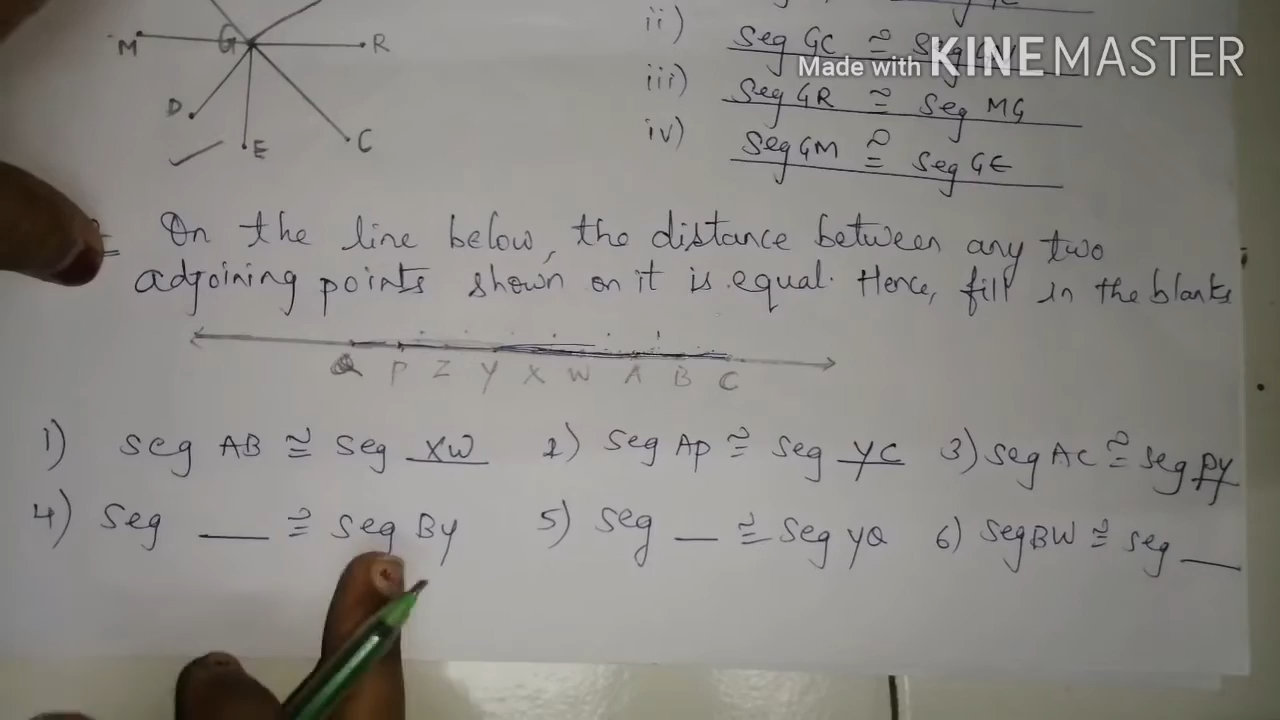 ii) Seg GC ≅ Seg
Made with KINEMASTER
iii) Seg GR ≅ Seg MG
iv) Seg GM ≅ Seg GE
M G R
D E C
On the line below, the distance between any two
adjoining points shown on it is equal. Hence, fill in the blanks
Q P Z Y X W A B C
1) seg AB ≅ seg XW 2) seg AP ≅ seg YC 3) seg AC ≅ seg PY
4) seg ___ ≅ seg BY 5) seg __ ≅ seg YQ 6) seg BW ≅ seg ___